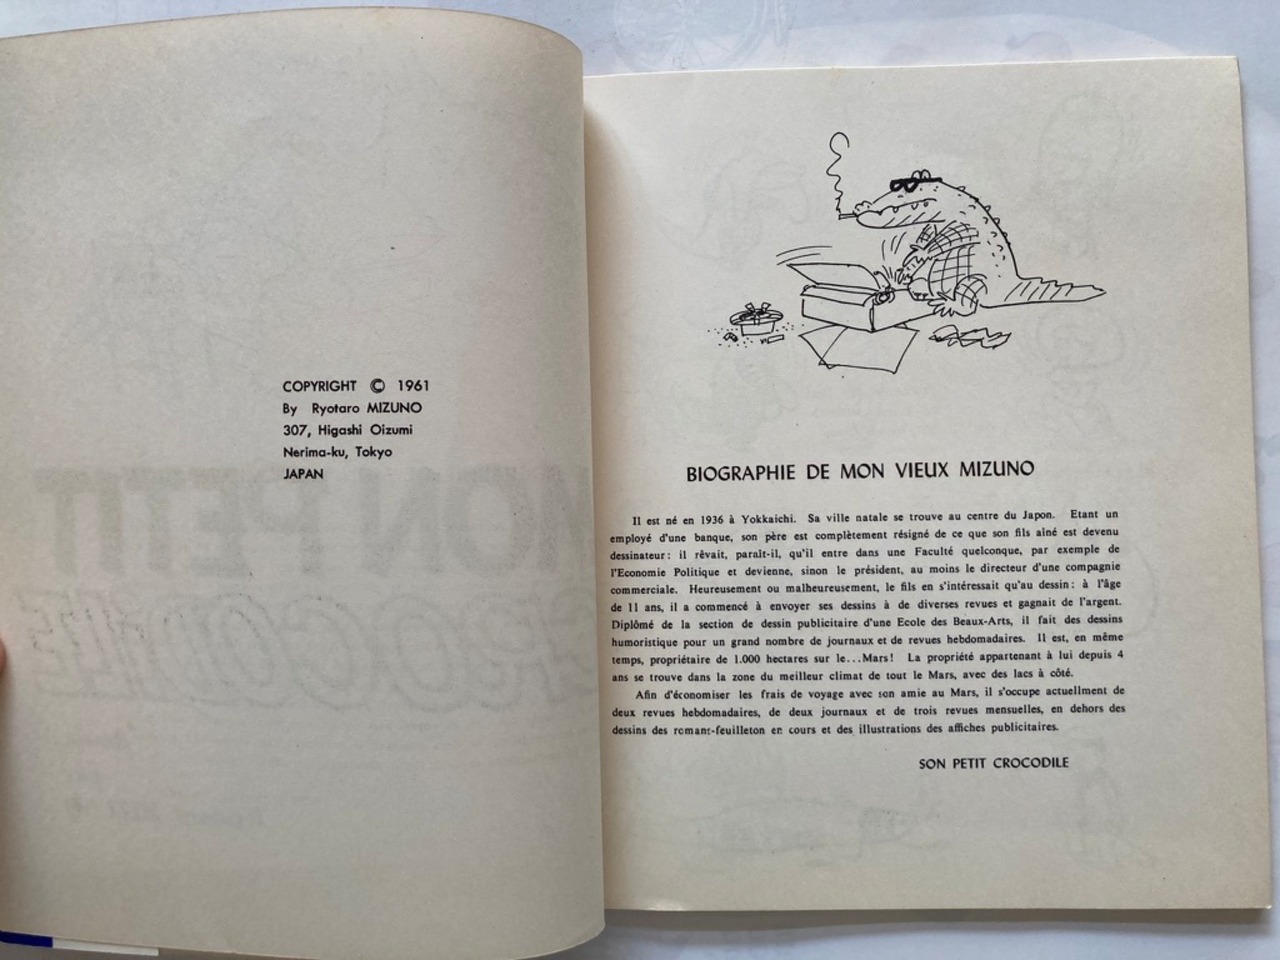 COPYRIGHT © 1961
By Ryotaro MIZUNO
307, Higashi Oizumi
Nerima-ku, Tokyo
JAPAN
BIOGRAPHIE DE MON VIEUX MIZUNO
Il est né en 1936 à Yokkaichi. Sa ville natale se trouve au centre du Japon. Etant un
employé d'une banque, son père est complètement résigné de ce que son fils aîné est devenu
dessinateur: il rêvait, paraît-il, qu'il entre dans une Faculté quelconque, par exemple de
l'Economie Politique et devienne, sinon le président, au moins le directeur d'une compagnie
commerciale. Heureusement ou malheureusement, le fils en s'intéressait qu'au dessin: à l'âge
de 11 ans, il a commencé à envoyer ses dessins à de diverses revues et gagnait de l'argent.
Diplômé de la section de dessin publicitaire d'une Ecole des Beaux-Arts, il fait des dessins
humoristique pour un grand nombre de journaux et de revues hebdomadaires. Il est, en même
temps, propriétaire de 1.000 hectares sur le...Mars! La propriété appartenant à lui depuis 4
ans se trouve dans la zone du meilleur climat de tout le Mars, avec des lacs à côté.
Afin d'économiser les frais de voyage avec son amie au Mars, il s'occupe actuellment de
deux revues hebdomadaires, de deux journaux et de trois revues mensuelles, en dehors des
dessins des romant-feuilleton en cours et des illustrations des affiches publicitaires.
SON PETIT CROCODILE